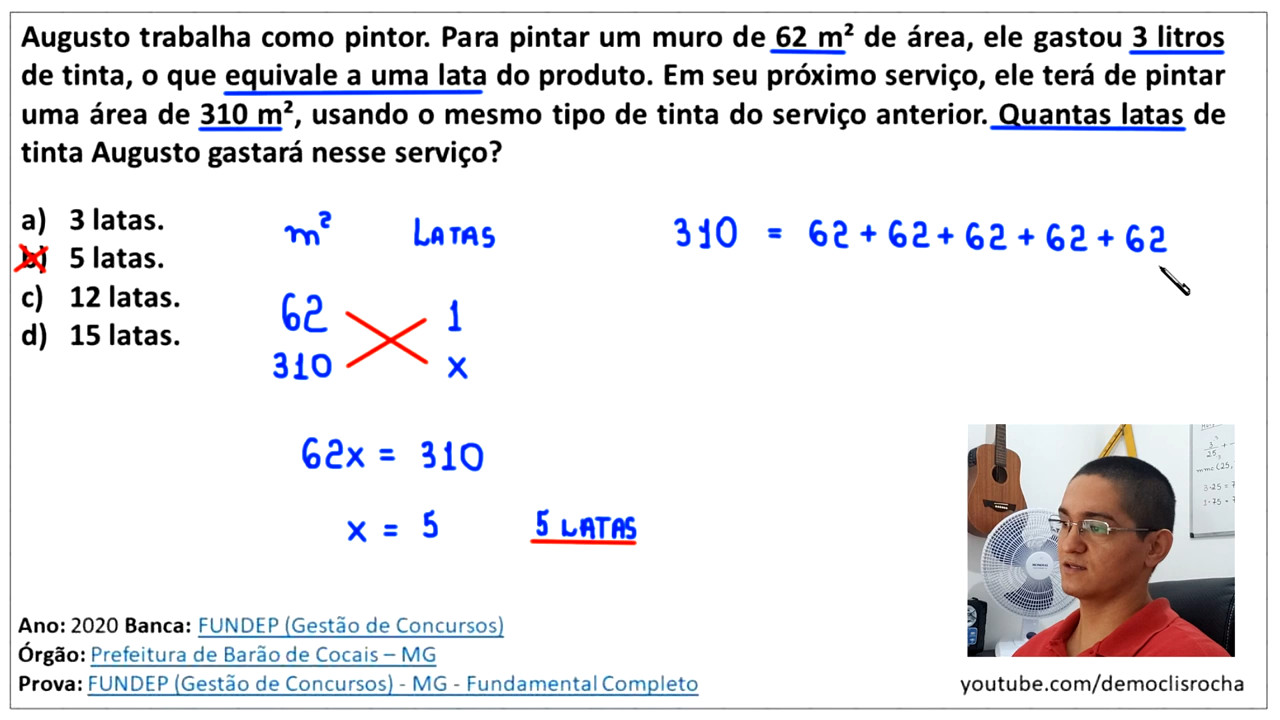 Augusto trabalha como pintor. Para pintar um muro de 62 m² de área, ele gastou 3 litros
de tinta, o que equivale a uma lata do produto. Em seu próximo serviço, ele terá de pintar
uma área de 310 m², usando o mesmo tipo de tinta do serviço anterior. Quantas latas de
tinta Augusto gastará nesse serviço?
a) 3 latas.
b) 5 latas.
c) 12 latas.
d) 15 latas.
m² LATAS
62 1
310 x
62x = 310
x = 5 5 LATAS
310 = 62 + 62 + 62 + 62 + 62
Ano: 2020 Banca: FUNDEP (Gestão de Concursos)
Órgão: Prefeitura de Barão de Cocais – MG
Prova: FUNDEP (Gestão de Concursos) - MG - Fundamental Completo
youtube.com/democlisrocha